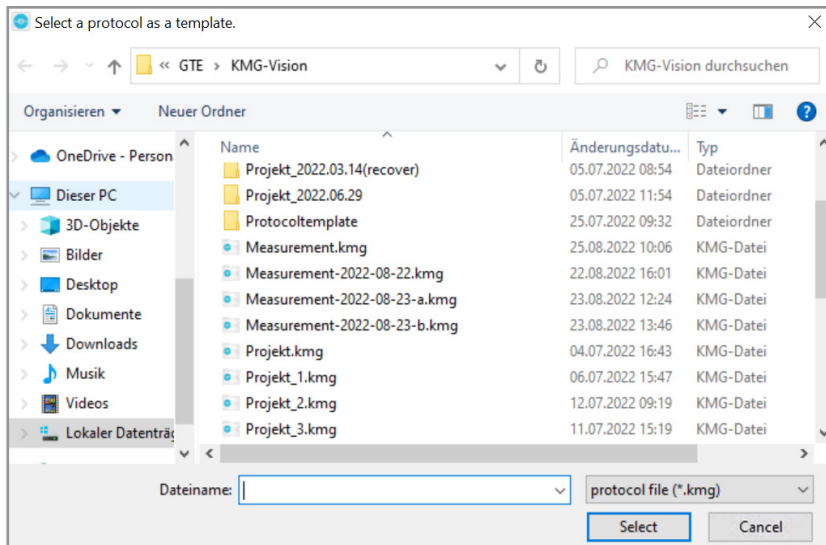 Select a protocol as a template.
« GTE › KMG-Vision
KMG-Vision durchsuchen
Organisieren
Neuer Ordner
OneDrive - Person
Dieser PC
3D-Objekte
Bilder
Desktop
Dokumente
Downloads
Musik
Videos
Lokaler Datenträg
Name Änderungsdatu... Typ
Projekt_2022.03.14(recover) 05.07.2022 08:54 Dateiordner
Projekt_2022.06.29 05.07.2022 11:54 Dateiordner
Protocoltemplate 25.07.2022 09:32 Dateiordner
Measurement.kmg 25.08.2022 10:06 KMG-Datei
Measurement-2022-08-22.kmg 22.08.2022 16:01 KMG-Datei
Measurement-2022-08-23-a.kmg 23.08.2022 12:24 KMG-Datei
Measurement-2022-08-23-b.kmg 23.08.2022 13:46 KMG-Datei
Projekt.kmg 04.07.2022 16:43 KMG-Datei
Projekt_1.kmg 06.07.2022 15:47 KMG-Datei
Projekt_2.kmg 12.07.2022 09:19 KMG-Datei
Projekt_3.kmg 11.07.2022 15:19 KMG-Datei
Dateiname:
protocol file (*.kmg)
Select
Cancel